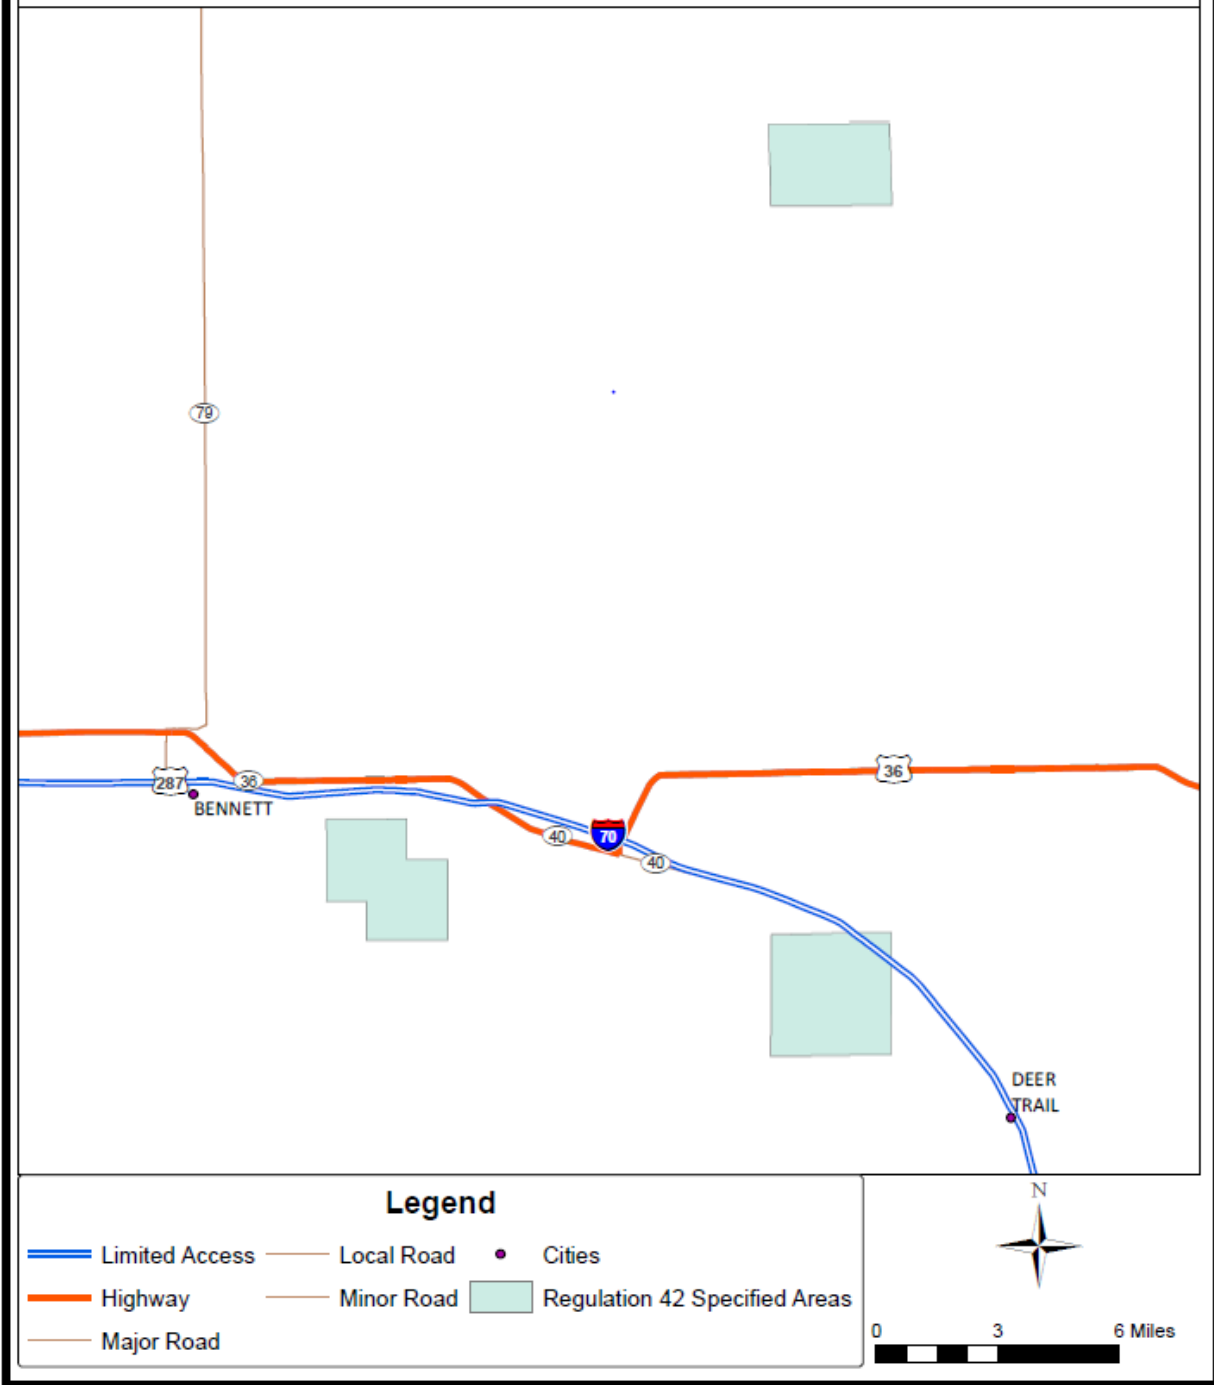 79
36
287
36
BENNETT
40
70
40
DEER
TRAIL
N
Legend
Limited Access
Local Road
Cities
Highway
Minor Road
Regulation 42 Specified Areas
Major Road
0 3 6 Miles